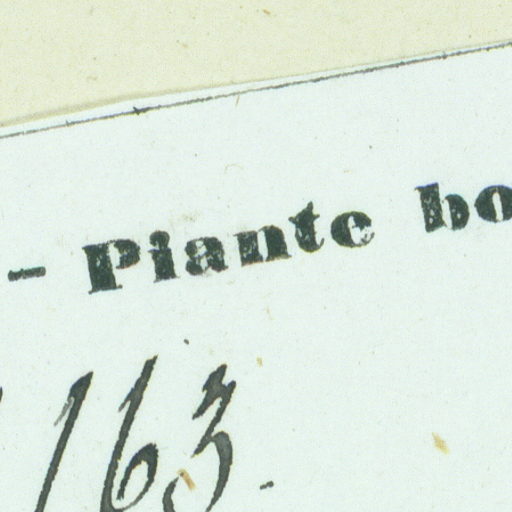 - Piante bo
163.